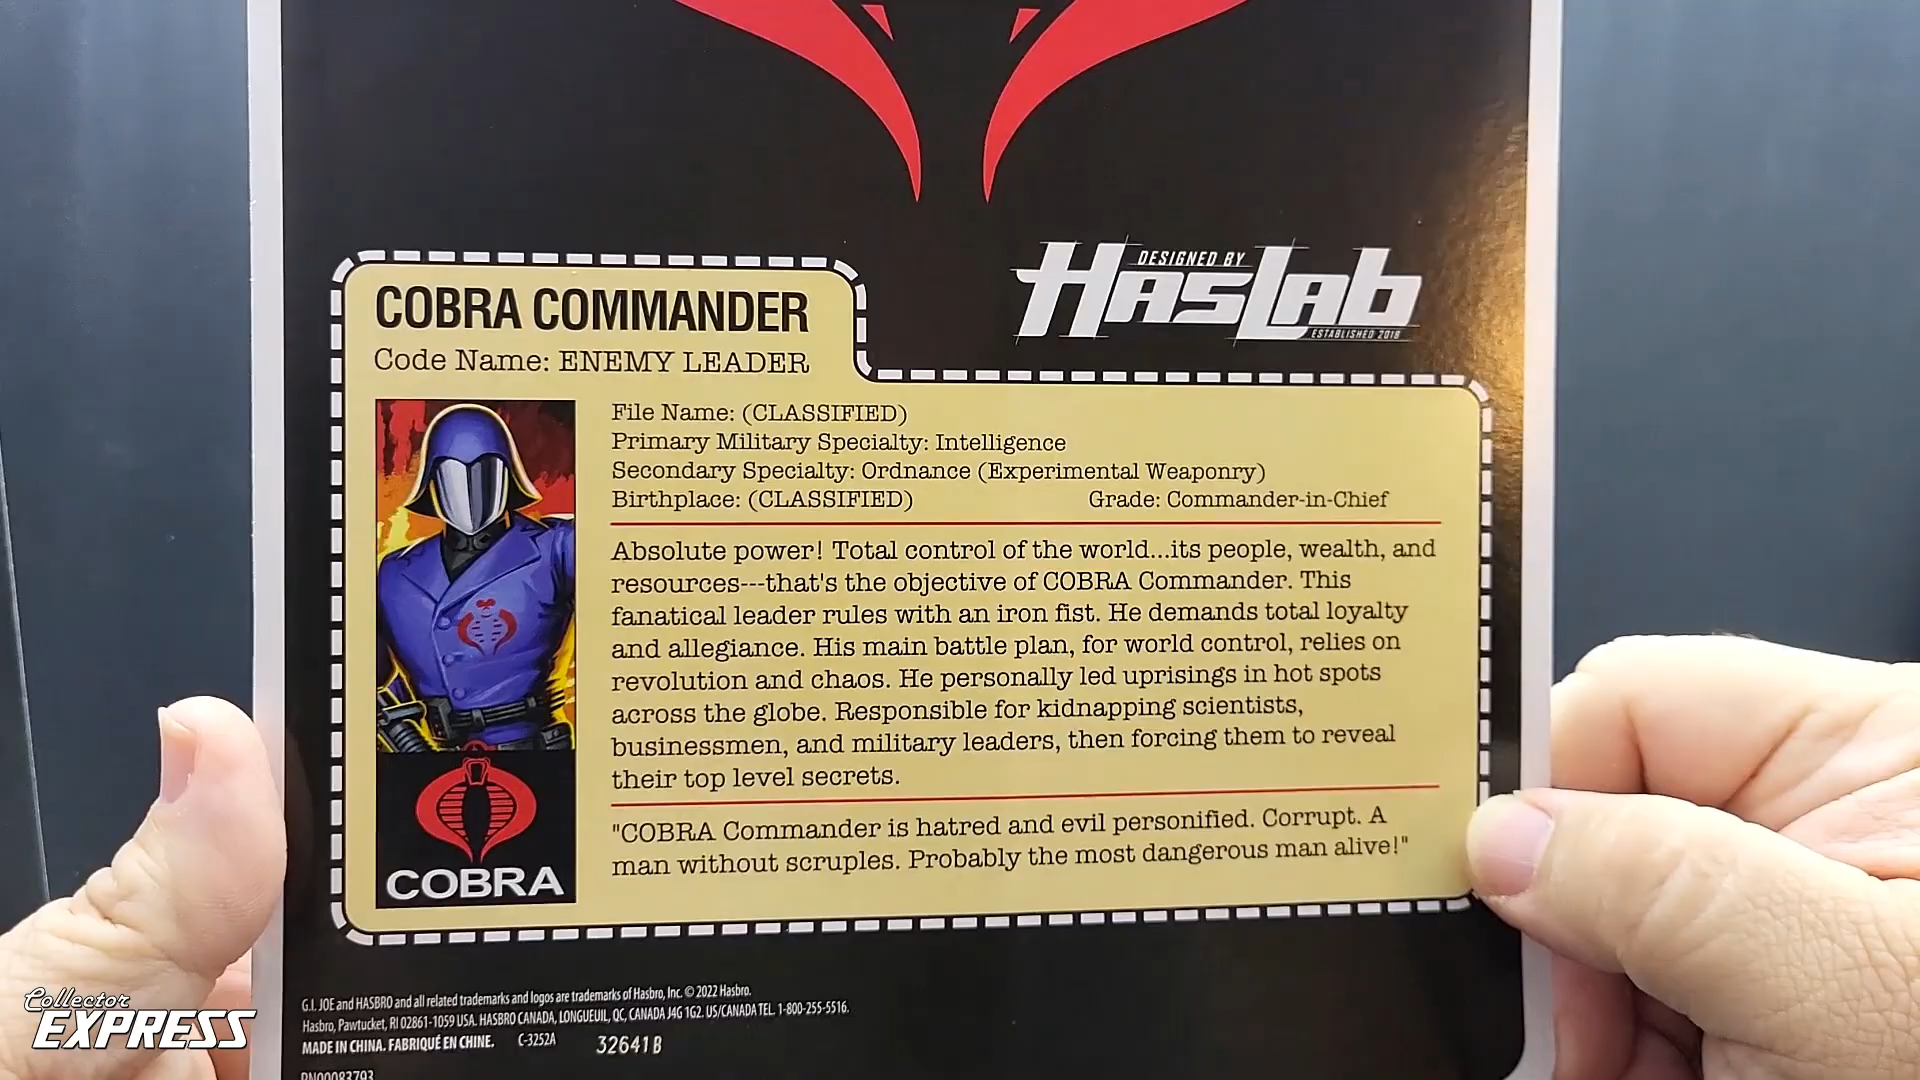 DESIGNED BY
HASLAB
ESTABLISHED 2018
COBRA COMMANDER
Code Name: ENEMY LEADER
File Name: (CLASSIFIED)
Primary Military Specialty: Intelligence
Secondary Specialty: Ordnance (Experimental Weaponry)
Birthplace: (CLASSIFIED) Grade: Commander-in-Chief
Absolute power! Total control of the world...its people, wealth, and
resources---that's the objective of COBRA Commander. This
fanatical leader rules with an iron fist. He demands total loyalty
and allegiance. His main battle plan, for world control, relies on
revolution and chaos. He personally led uprisings in hot spots
across the globe. Responsible for kidnapping scientists,
businessmen, and military leaders, then forcing them to reveal
their top level secrets.
"COBRA Commander is hatred and evil personified. Corrupt. A
man without scruples. Probably the most dangerous man alive!"
COBRA
G.I. JOE and HASBRO and all related trademarks and logos are trademarks of Hasbro, Inc. © 2022 Hasbro.
Hasbro, Pawtucket, RI 02861-1059 USA. HASBRO CANADA, LONGUEUIL, QC, CANADA J4G 1G2. US/CANADA TEL. 1-800-255-5516.
MADE IN CHINA. FABRIQUÉ EN CHINE. C-3252A 32641B
PN00083793
Collector
EXPRESS